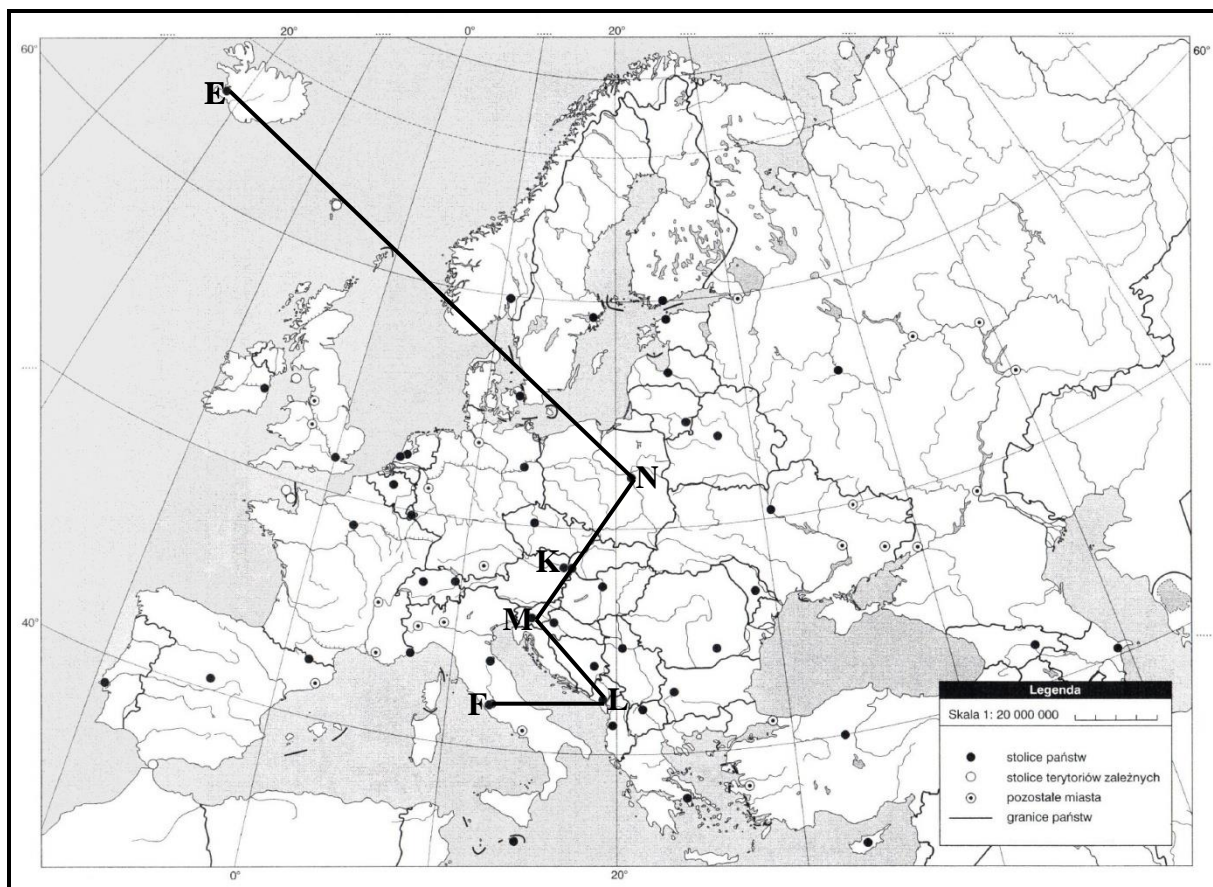 20°
0°
20°
60°
60°
E
N
K
M
F
L
40°
Legenda
Skala 1: 20 000 000
stolice państw
stolice terytoriów zależnych
pozostałe miasta
granice państw
0°
20°